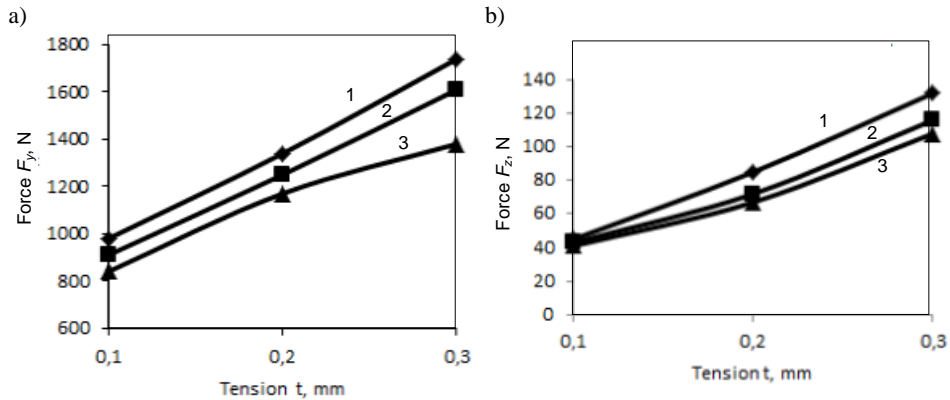 a)
1800
1600
1400
1200
1000
800
600
Force Fy, N
1
2
3
0,1 0,2 0,3
Tension t, mm
b)
140
120
100
80
60
40
20
0
Force Fz, N
1
2
3
0,1 0,2 0,3
Tension t, mm